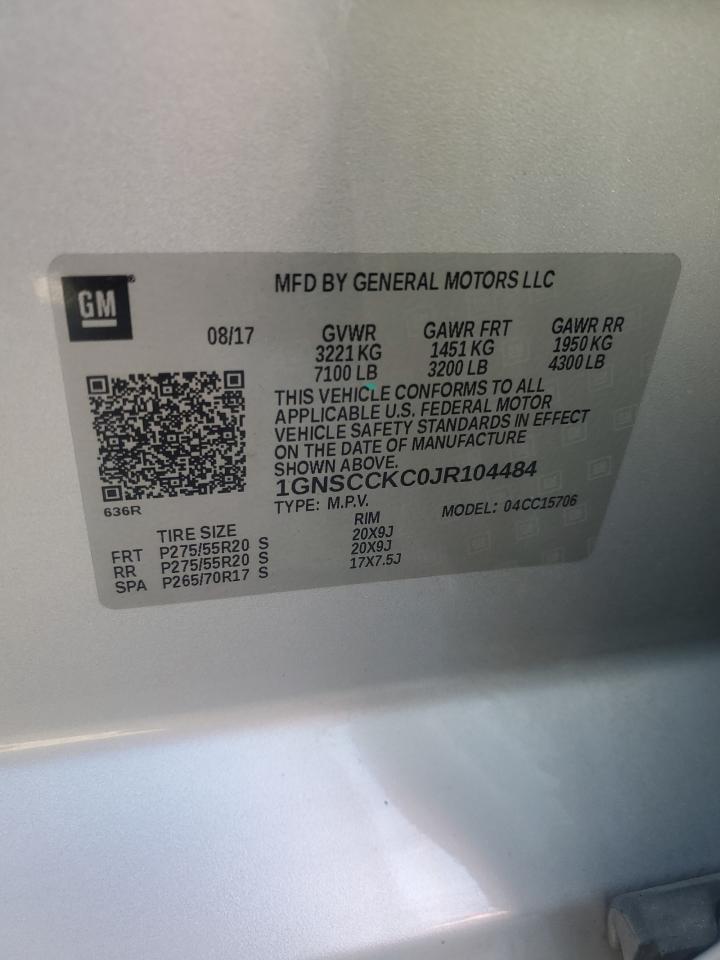 GM
MFD BY GENERAL MOTORS LLC
08/17
GVWR GAWR FRT GAWR RR
3221 KG 1451 KG 1950 KG
7100 LB 3200 LB 4300 LB
THIS VEHICLE CONFORMS TO ALL
APPLICABLE U.S. FEDERAL MOTOR
VEHICLE SAFETY STANDARDS IN EFFECT
ON THE DATE OF MANUFACTURE
SHOWN ABOVE.
1GNSCCKC0JR104484
636R
TYPE: M.P.V. MODEL: 04CC15706
TIRE SIZE RIM
FRT P275/55R20 S 20X9J
RR P275/55R20 S 20X9J
SPA P265/70R17 S 17X7.5J